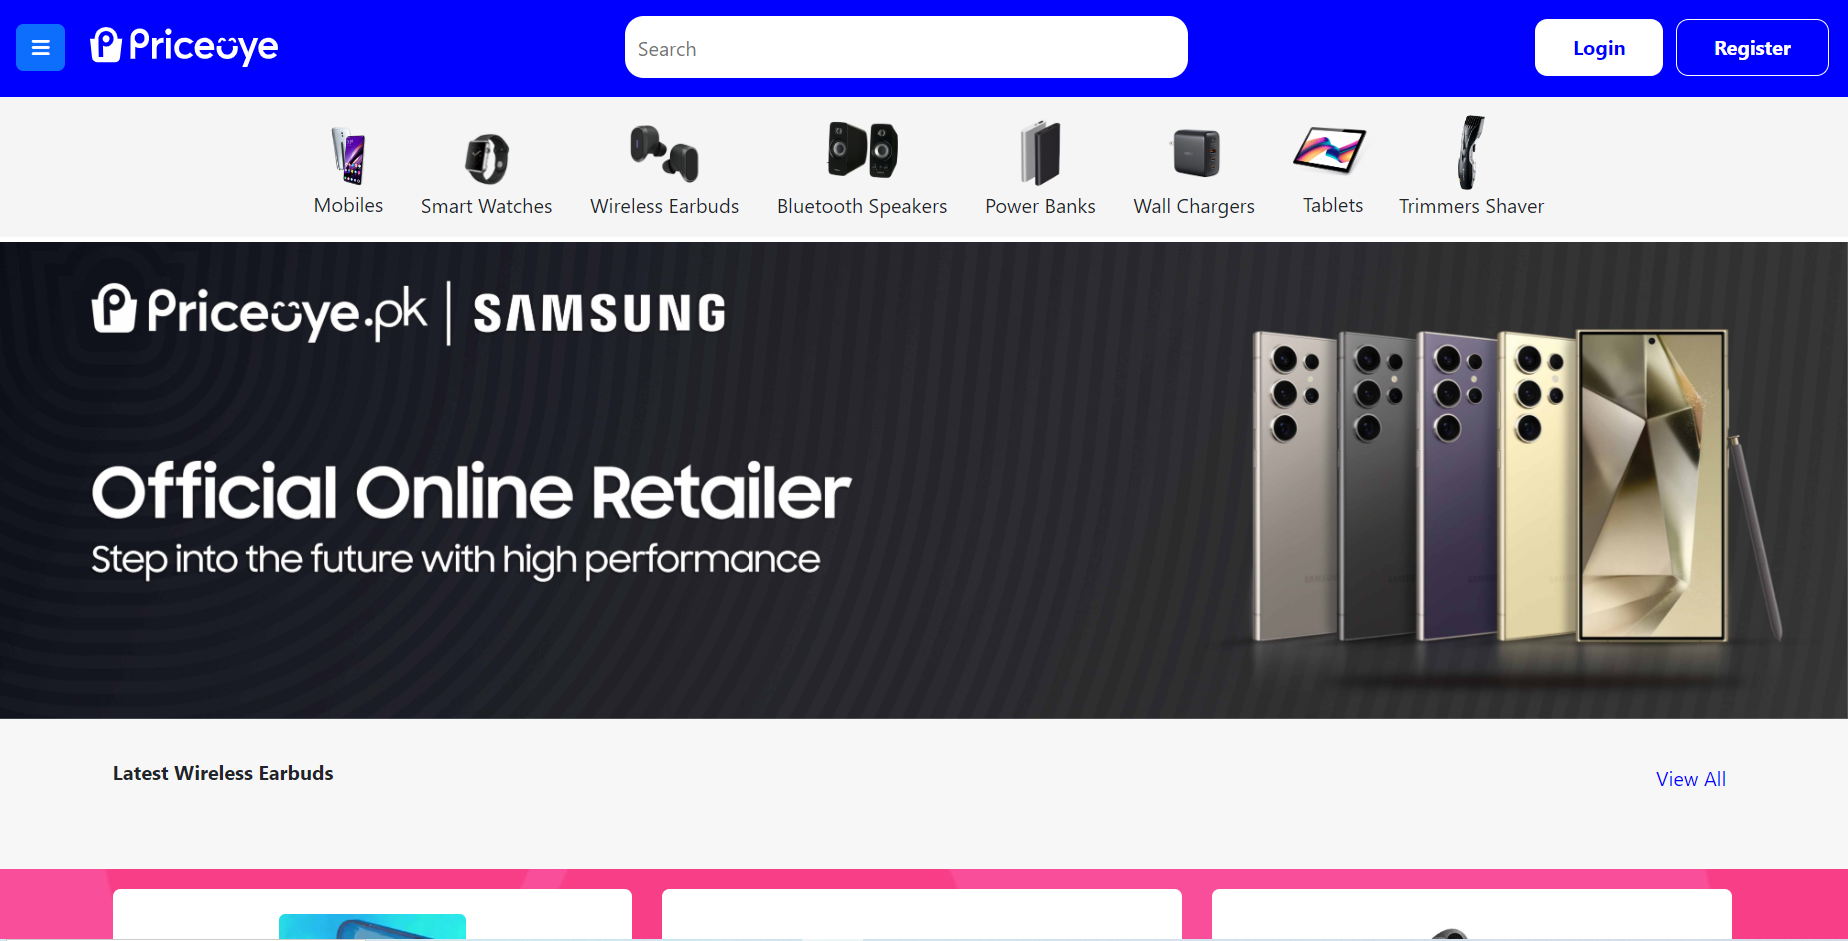 Priceoye
Search
Login
Register
Mobiles
Smart Watches
Wireless Earbuds
Bluetooth Speakers
Power Banks
Wall Chargers
Tablets
Trimmers Shaver
Priceoye.pk | SAMSUNG
Official Online Retailer
Step into the future with high performance
Latest Wireless Earbuds
View All